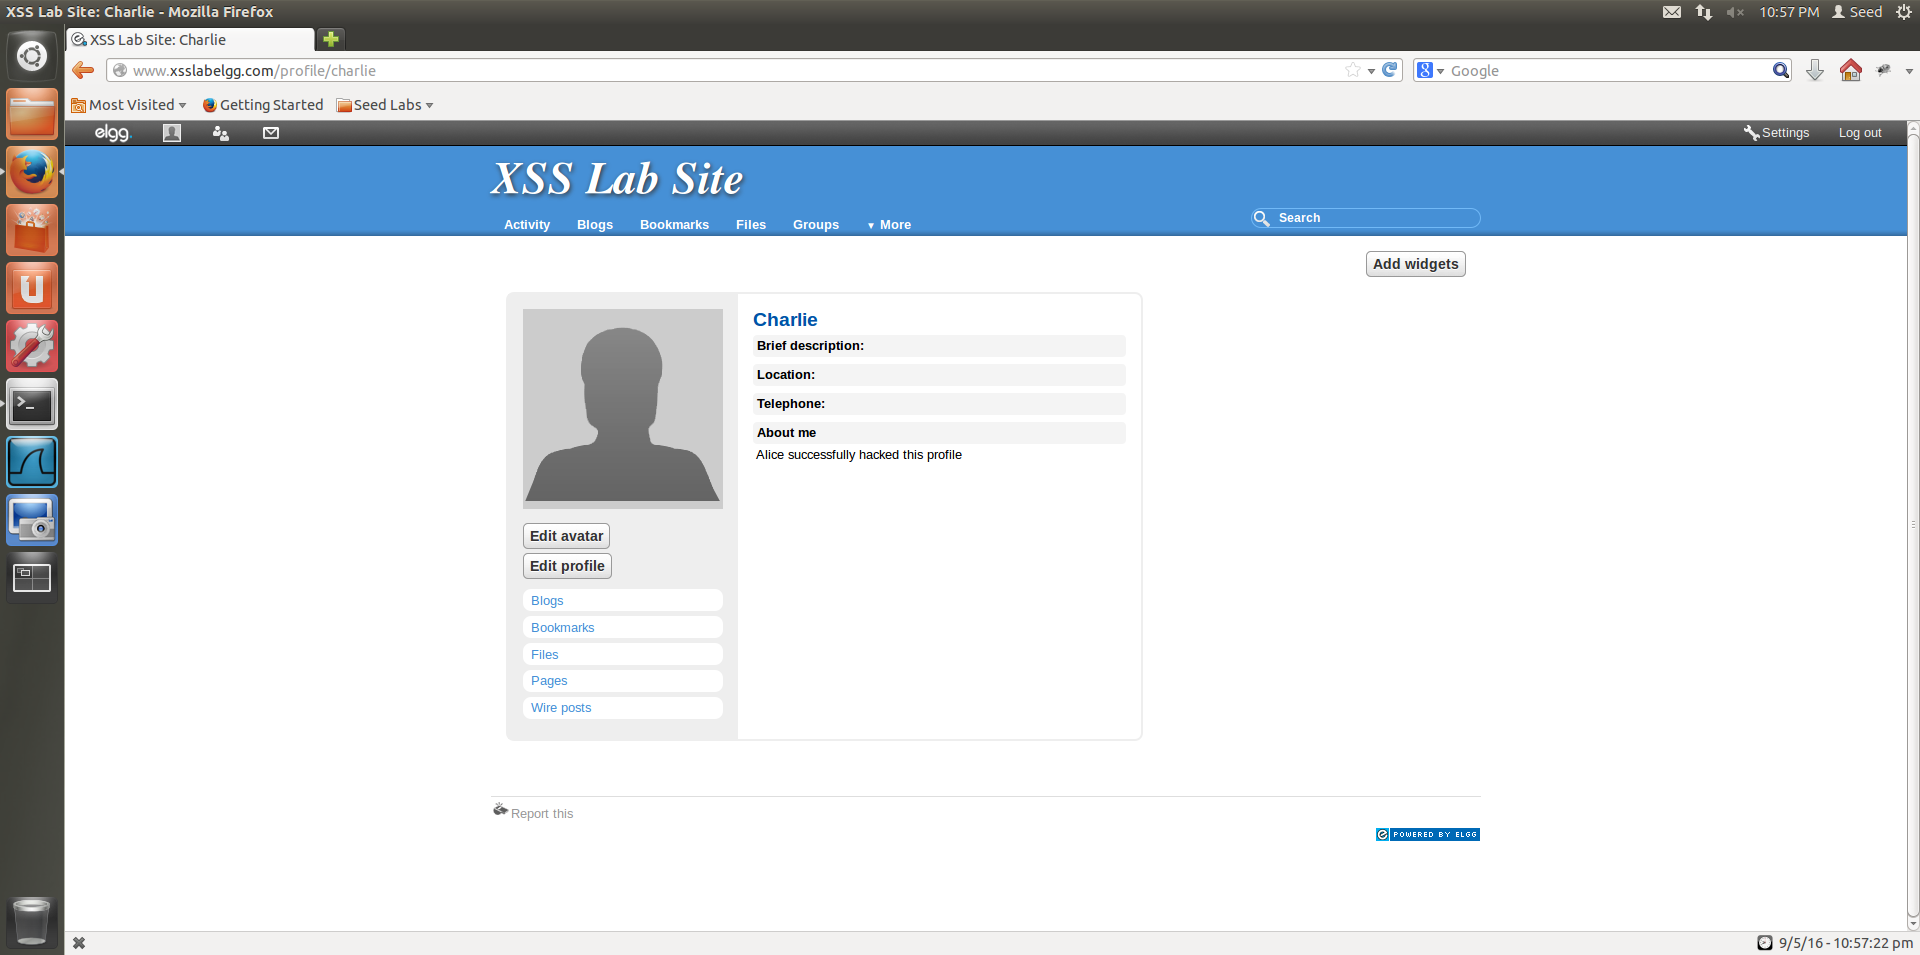 XSS Lab Site: Charlie - Mozilla Firefox
10:57 PM Seed
XSS Lab Site: Charlie
www.xsslabelgg.com/profile/charlie
Google
Most Visited
Getting Started
Seed Labs
elgg.
Settings
Log out
XSS Lab Site
Activity
Blogs
Bookmarks
Files
Groups
More
Search
Add widgets
Charlie
Brief description:
Location:
Telephone:
About me
Alice successfully hacked this profile
Edit avatar
Edit profile
Blogs
Bookmarks
Files
Pages
Wire posts
Report this
POWERED BY ELGG
9/5/16 - 10:57:22 pm